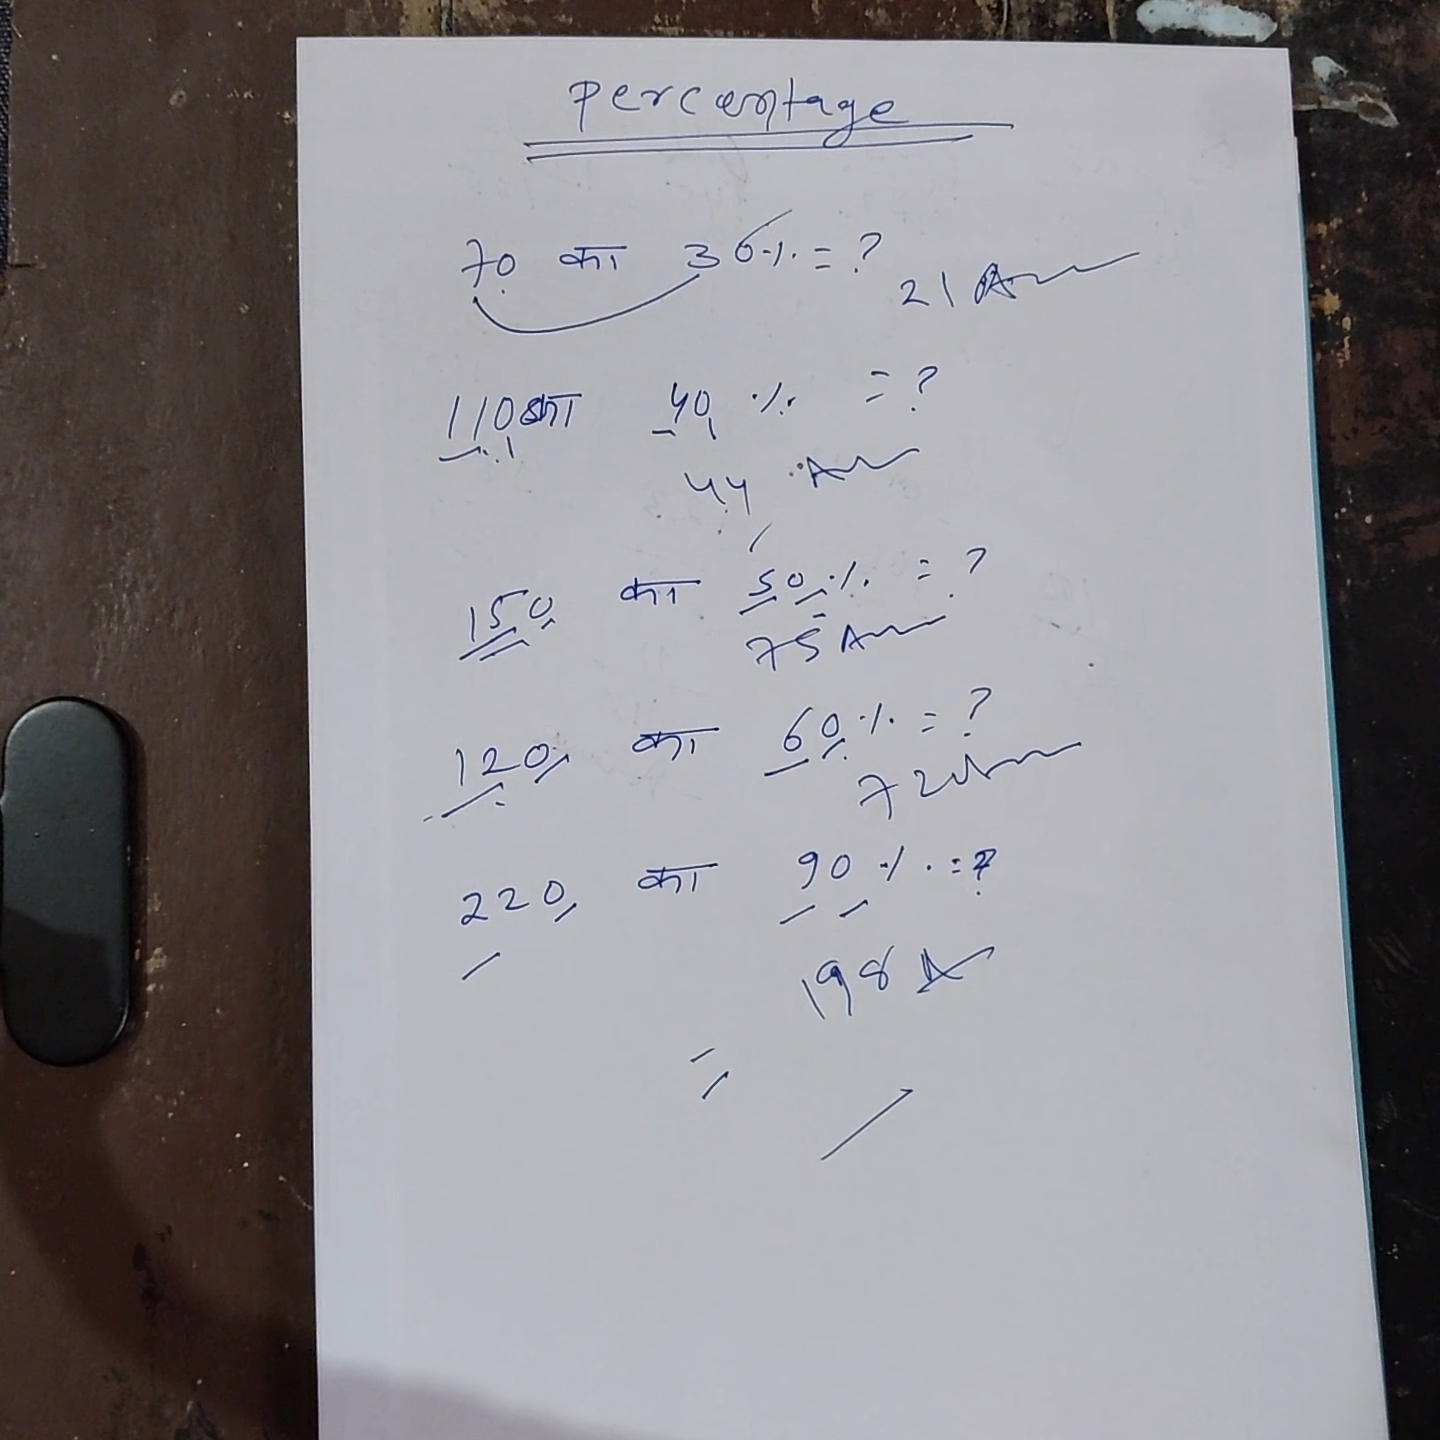 Percentage
70 का 30% = ?
21 Ans
110 का 40 % = ?
44 Ans
150 का 50% = ?
75 Ans
120 का 60% = ?
72 Ans
220 का 90 % = ?
198 A